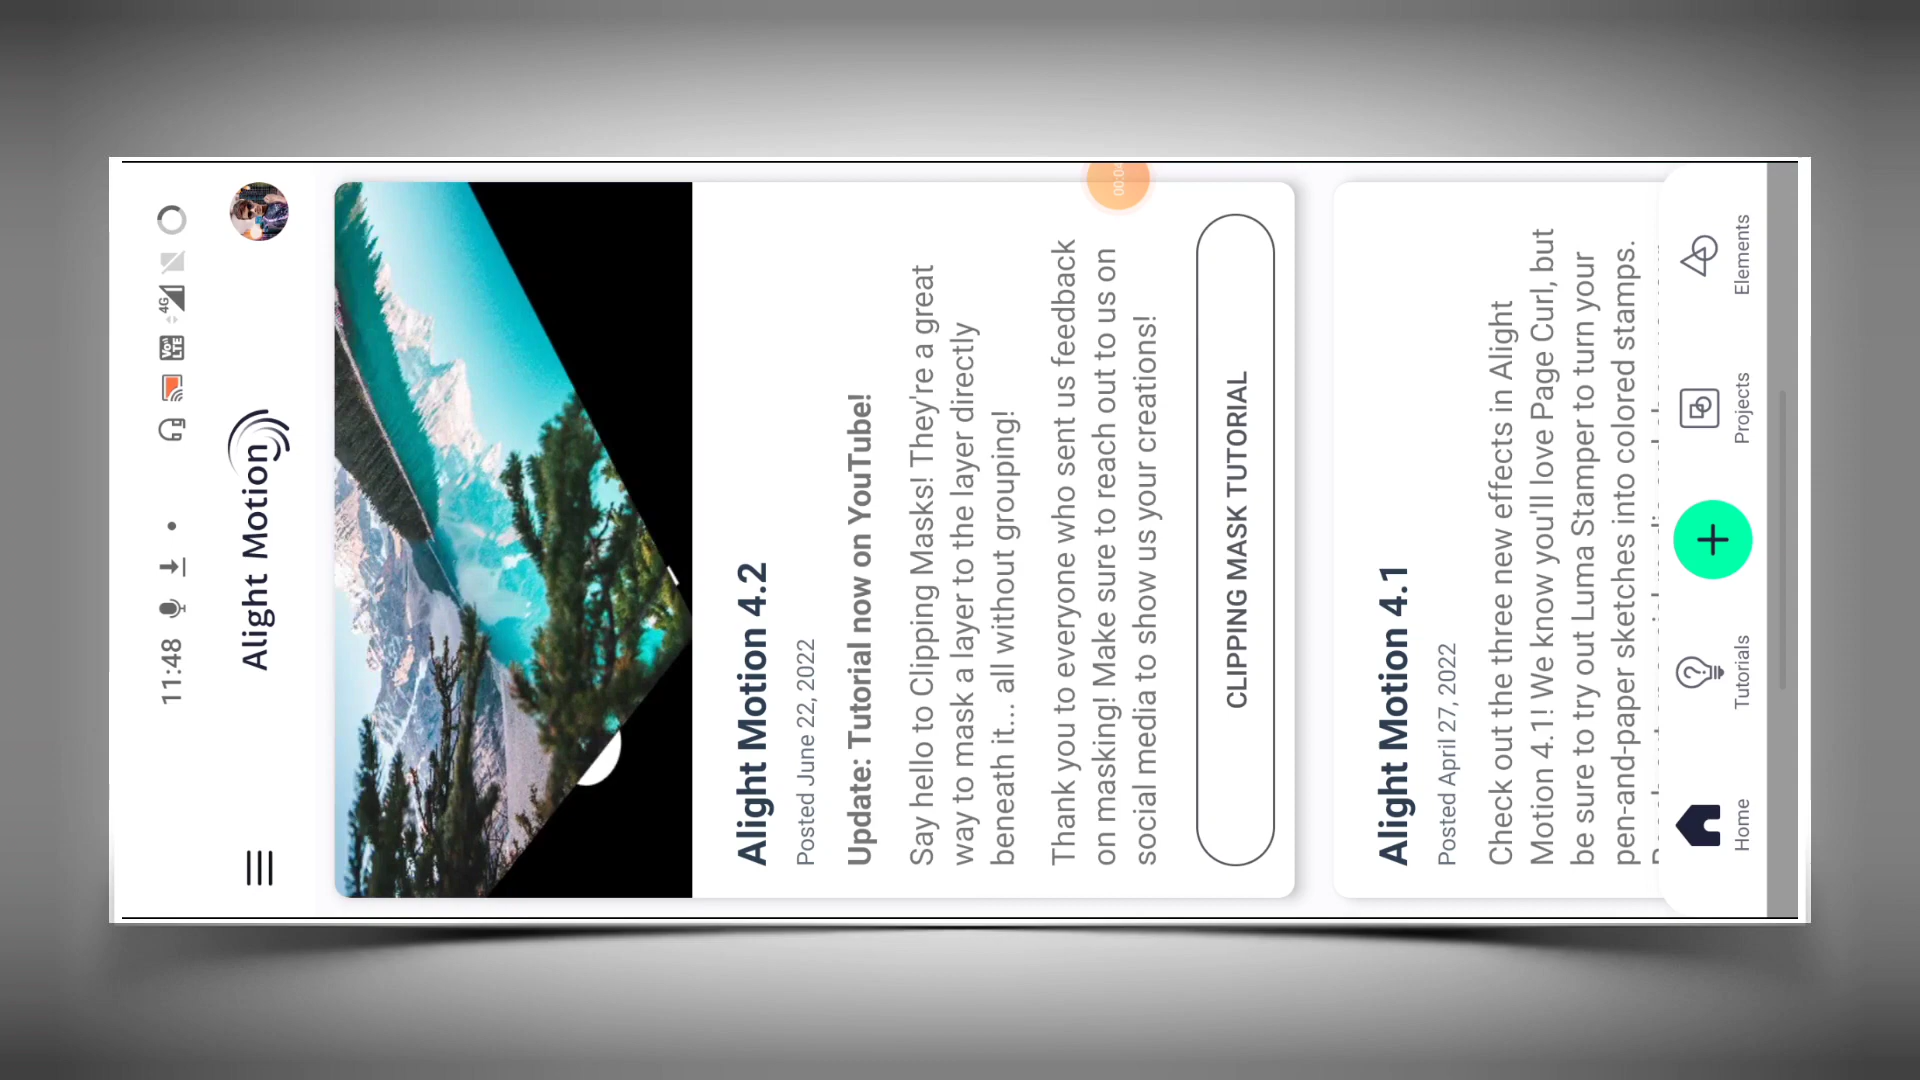 11:48
4G
Vo
LTE
Alight Motion
Alight Motion 4.2
Posted June 22, 2022
Update: Tutorial now on YouTube!
Say hello to Clipping Masks! They're a great
way to mask a layer to the layer directly
beneath it... all without grouping!
Thank you to everyone who sent us feedback
on masking! Make sure to reach out to us on
social media to show us your creations!
CLIPPING MASK TUTORIAL
Alight Motion 4.1
Posted April 27, 2022
Check out the three new effects in Alight
Motion 4.1! We know you'll love Page Curl, but
be sure to try out Luma Stamper to turn your
pen-and-paper sketches into colored stamps.
Home
Tutorials
Projects
Elements